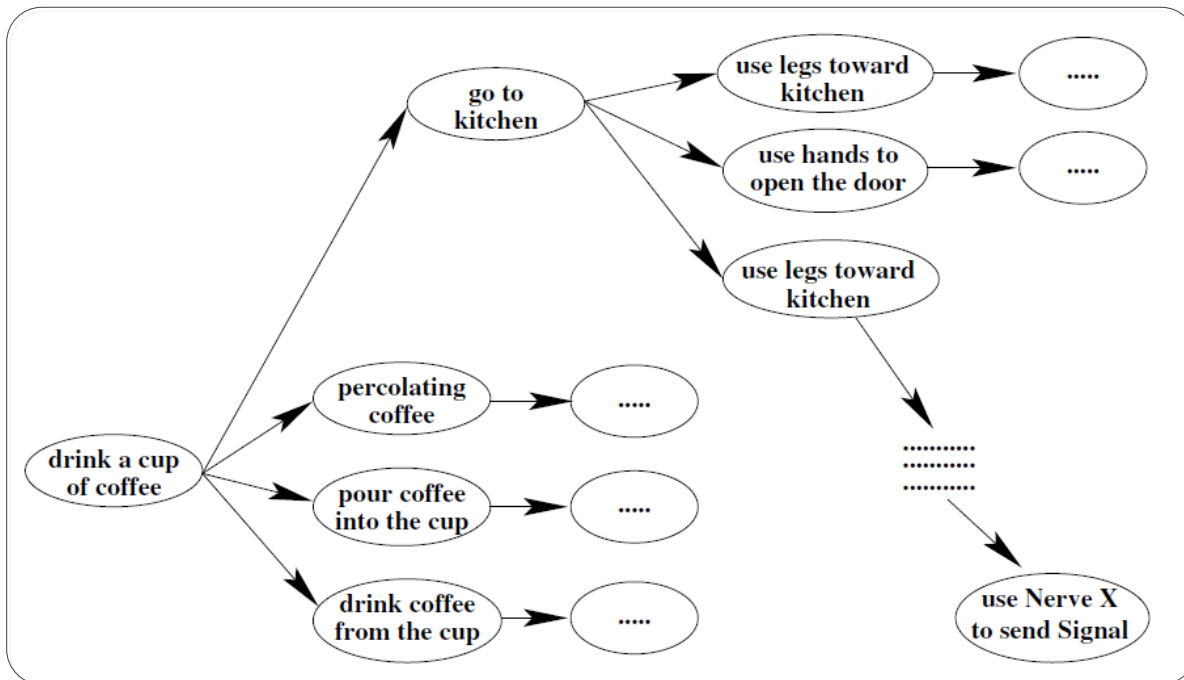 go to
kitchen
use legs toward
kitchen
.....
use hands to
open the door
.....
use legs toward
kitchen
percolating
coffee
.....
drink a cup
of coffee
pour coffee
into the cup
.....
...........
...........
...........
drink coffee
from the cup
.....
use Nerve X
to send Signal